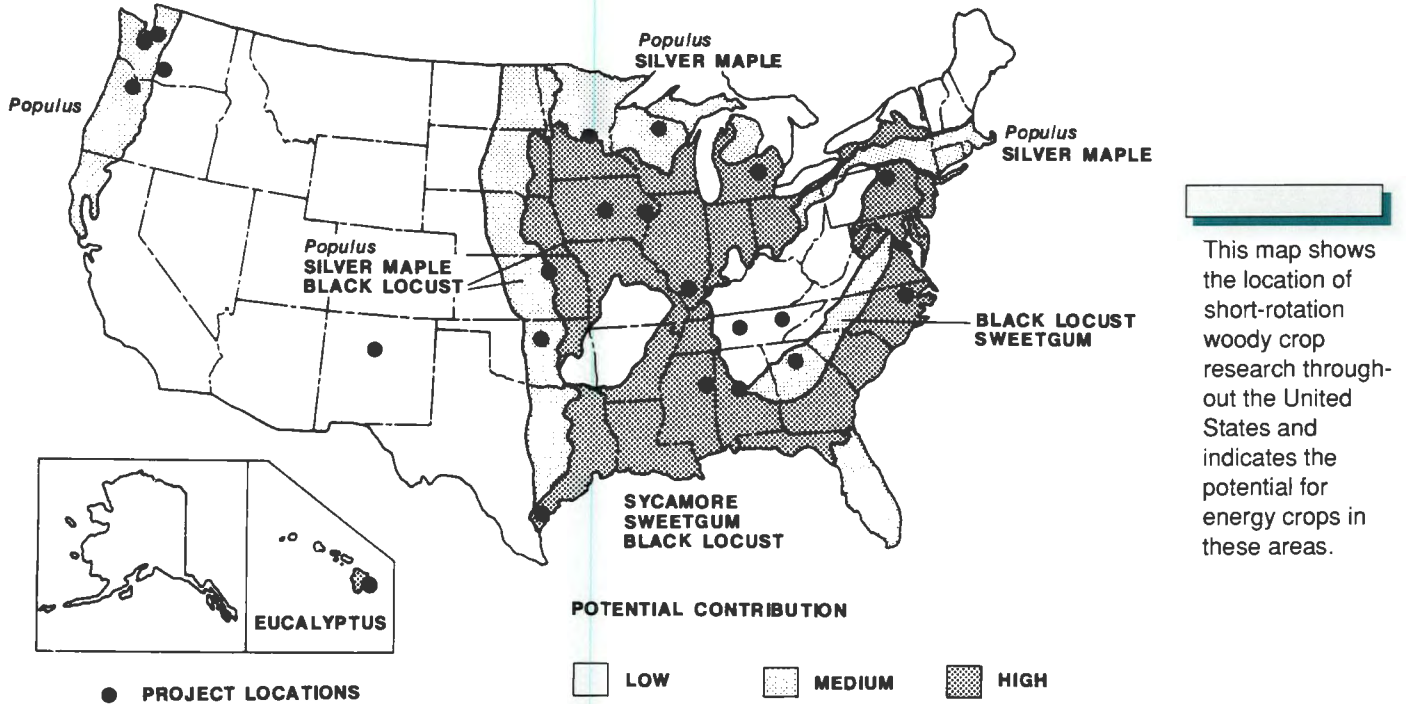 Populus
SILVER MAPLE
Populus
Populus
SILVER MAPLE
Populus
SILVER MAPLE
BLACK LOCUST
BLACK LOCUST
SWEETGUM
SYCAMORE
SWEETGUM
BLACK LOCUST
EUCALYPTUS
POTENTIAL CONTRIBUTION
LOW
MEDIUM
HIGH
PROJECT LOCATIONS
This map shows
the location of
short-rotation
woody crop
research through-
out the United
States and
indicates the
potential for
energy crops in
these areas.